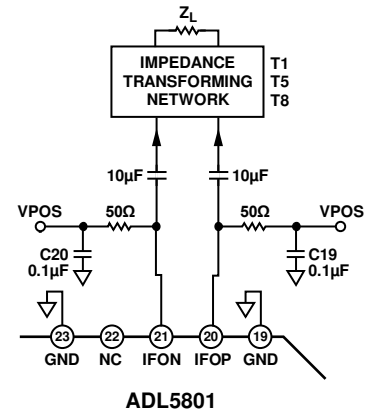 Z_L
IMPEDANCE
TRANSFORMING
NETWORK
T1
T5
T8
10µF
10µF
VPOS
50Ω
50Ω
VPOS
C20
0.1µF
C19
0.1µF
23
22
21
20
19
GND
NC
IFON
IFOP
GND
ADL5801